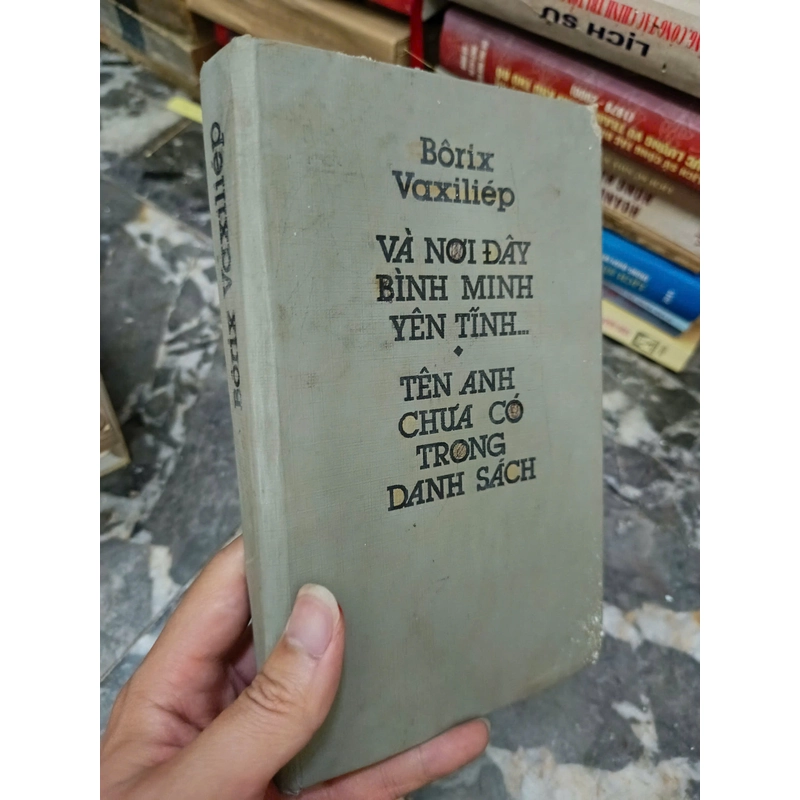 Bôrix
Vaxiliép
VÀ NƠI ĐÂY
BÌNH MINH
YÊN TĨNH...
TÊN ANH
CHƯA CÓ
TRONG
DANH SÁCH
Bôrix Vaxiliép
LỊCH SỬ